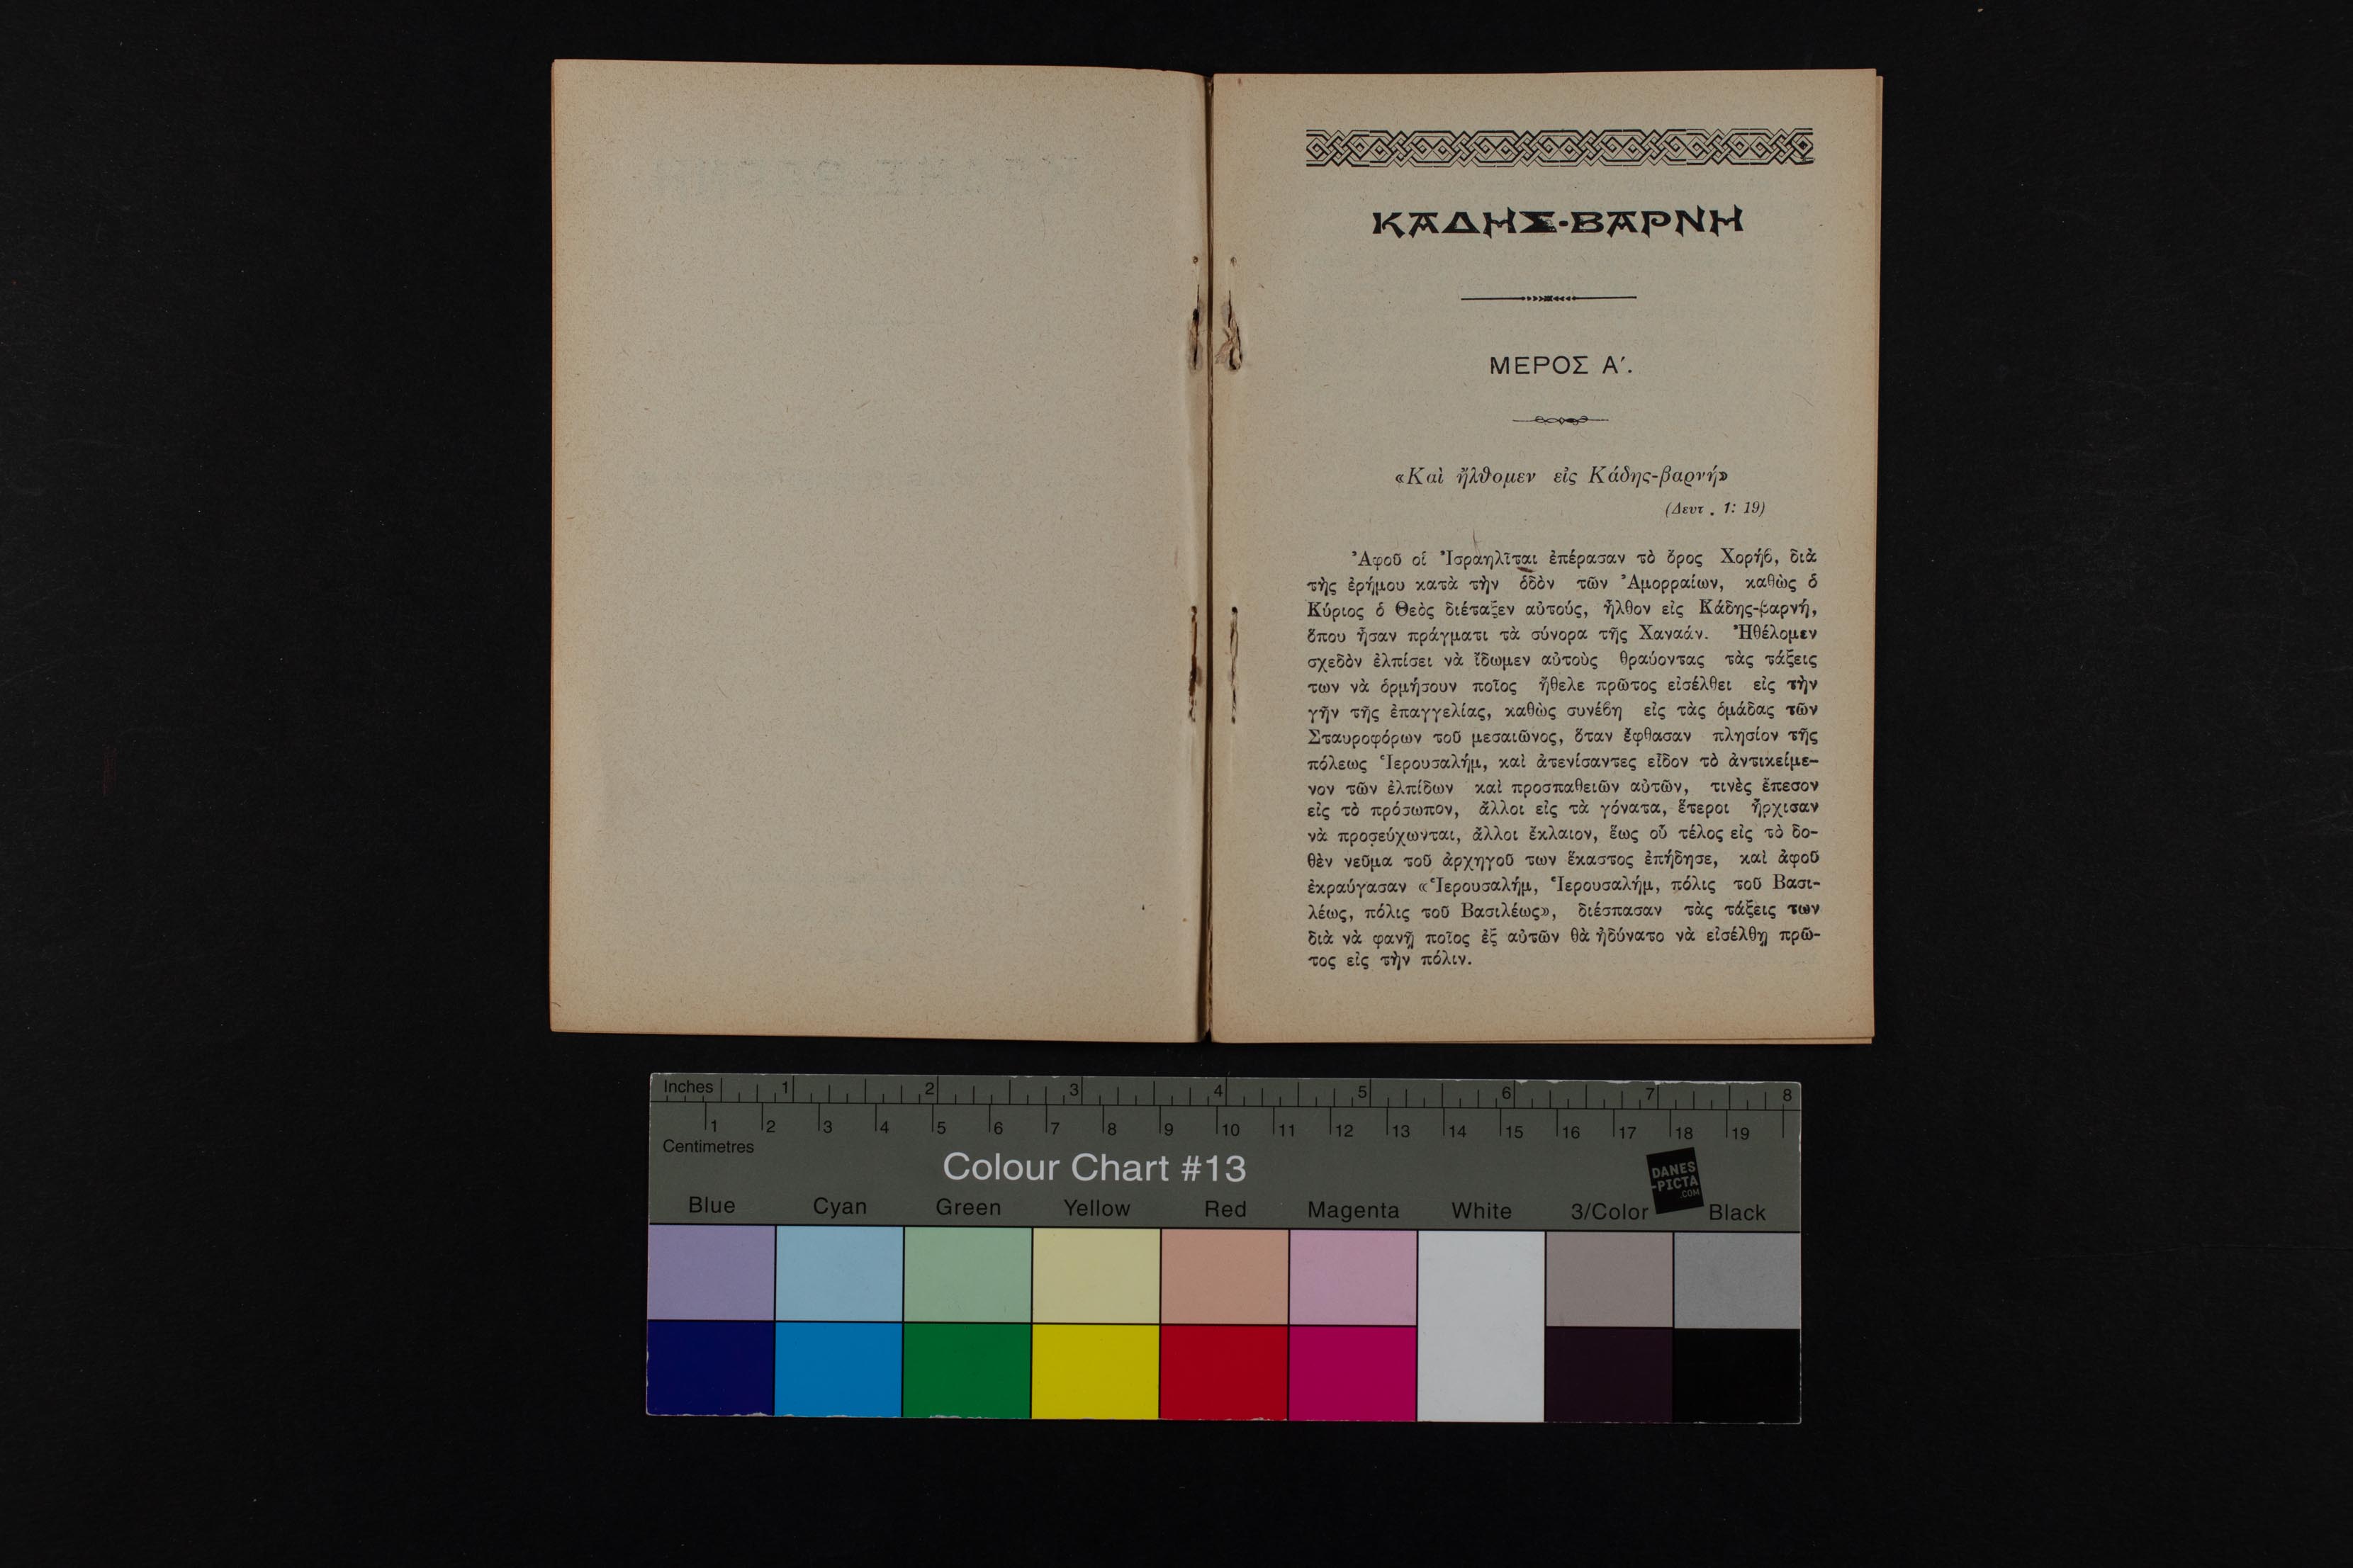 ΚΑΔΗΣ-ΒΑΡΝΗ
ΜΕΡΟΣ Α΄.
«Καὶ ἤλθομεν εἰς Κάδης-βαρνή»
(Δευτ. 1: 19)
Ἀφοῦ οἱ Ἰσραηλῖται ἐπέρασαν τὸ ὄρος Χορήβ, διὰ
τῆς ἐρήμου κατὰ τὴν ὁδὸν τῶν Ἀμορραίων, καθὼς ὁ
Κύριος ὁ Θεὸς διέταξεν αὐτούς, ἦλθον εἰς Κάδης-βαρνή,
ὅπου ἦσαν πράγματι τὰ σύνορα τῆς Χαναάν. Ἠθέλομεν
σχεδὸν ἐλπίσει νὰ ἴδωμεν αὐτοὺς θραύοντας τὰς τάξεις
των νὰ ὁρμήσουν ποῖος ἤθελε πρῶτος εἰσέλθει εἰς τὴν
γῆν τῆς ἐπαγγελίας, καθὼς συνέβη εἰς τὰς ὁμάδας τῶν
Σταυροφόρων τοῦ μεσαιῶνος, ὅταν ἔφθασαν πλησίον τῆς
πόλεως Ἱερουσαλήμ, καὶ ἀτενίσαντες εἶδον τὸ ἀντικείμε-
νον τῶν ἐλπίδων καὶ προσπαθειῶν αὐτῶν, τινὲς ἔπεσον
εἰς τὸ πρόσωπον, ἄλλοι εἰς τὰ γόνατα, ἕτεροι ἤρχισαν
νὰ προσεύχωνται, ἄλλοι ἔκλαιον, ἕως οὗ τέλος εἰς τὸ δο-
θὲν νεῦμα τοῦ ἀρχηγοῦ των ἕκαστος ἐπήδησε, καὶ ἀφοῦ
ἐκραύγασαν «Ἱερουσαλήμ, Ἱερουσαλήμ, πόλις τοῦ Βασι-
λέως, πόλις τοῦ Βασιλέως», διέσπασαν τὰς τάξεις των
διὰ νὰ φανῇ ποῖος ἐξ αὐτῶν θὰ ἠδύνατο νὰ εἰσέλθῃ πρῶ-
τος εἰς τὴν πόλιν.
Inches 1 2 3 4 5 6 7 8
1 2 3 4 5 6 7 8 9 10 11 12 13 14 15 16 17 18 19
Centimetres
Colour Chart #13
DANES
-PICTA
.COM
Blue Cyan Green Yellow Red Magenta White 3/Color Black